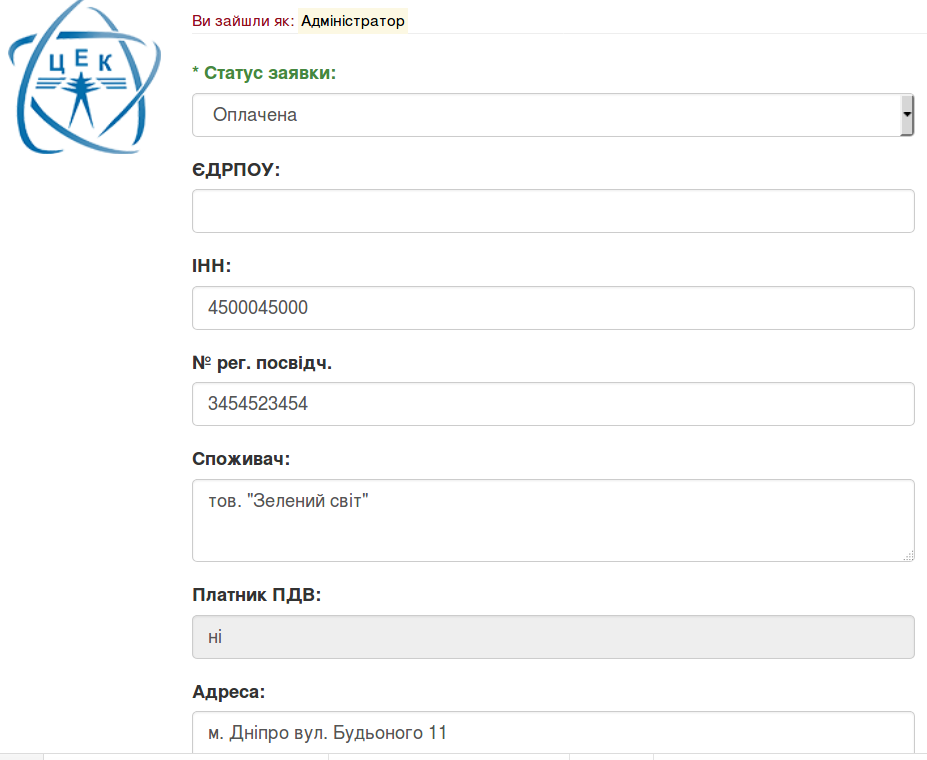 ЦЕК
Ви зайшли як: Адміністратор
* Статус заявки:
Оплачена
ЄДРПОУ:
ІНН:
4500045000
№ рег. посвідч.
3454523454
Споживач:
тов. "Зелений світ"
Платник ПДВ:
ні
Адреса:
м. Дніпро вул. Будьоного 11